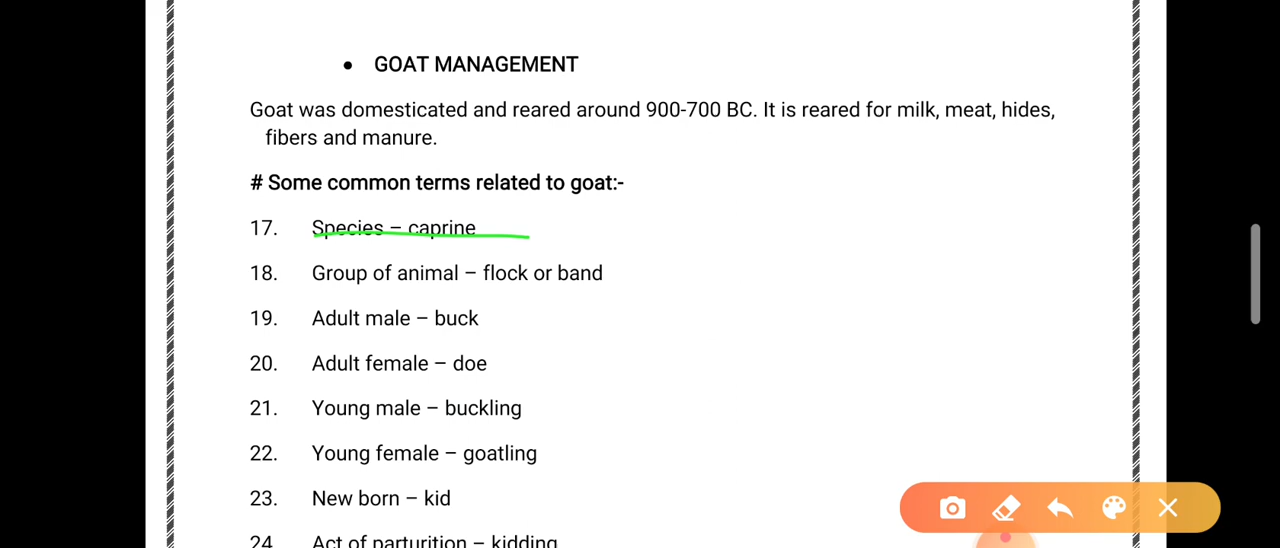 • GOAT MANAGEMENT
Goat was domesticated and reared around 900-700 BC. It is reared for milk, meat, hides,
fibers and manure.
# Some common terms related to goat:-
17. Species – caprine
18. Group of animal – flock or band
19. Adult male – buck
20. Adult female – doe
21. Young male – buckling
22. Young female – goatling
23. New born – kid
24. Act of parturition – kidding